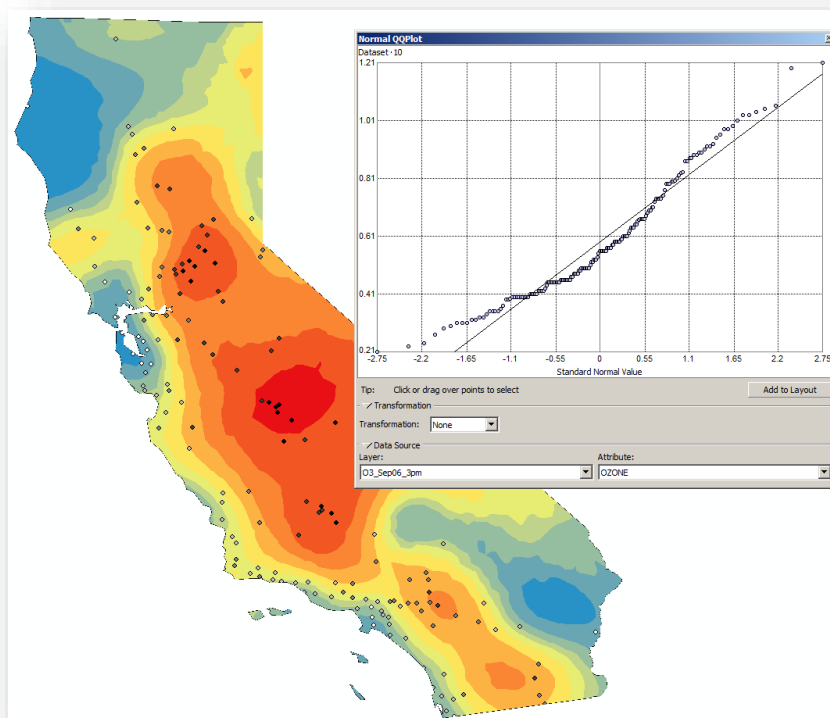 Normal QQPlot
Dataset · 10
1.21
1.01
0.81
0.61
0.41
0.21
-2.75 -2.2 -1.65 -1.1 -0.55 0 0.55 1.1 1.65 2.2 2.75
Standard Normal Value
Tip: Click or drag over points to select
Add to Layout
Transformation
Transformation: None
Data Source
Layer: Attribute:
O3_Sep06_3pm OZONE